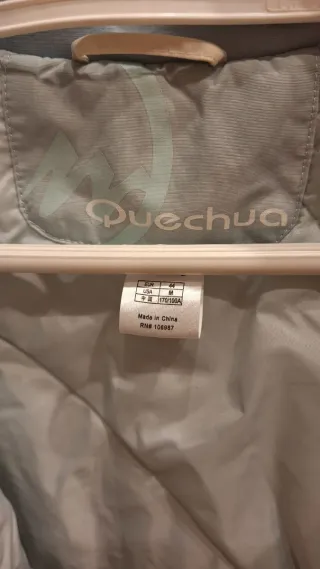 Quechua
EUR 44
USA M
中国 170/100A
Made in China
RN# 106987